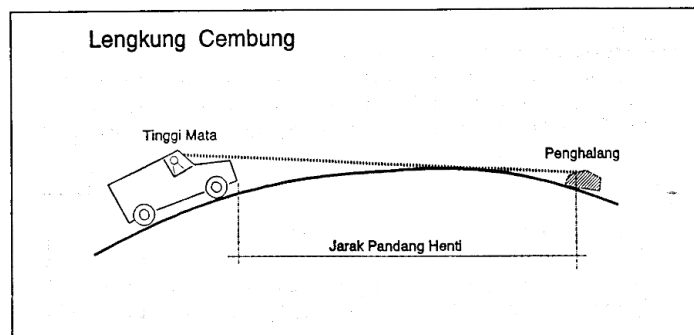 Lengkung Cembung
Tinggi Mata
Penghalang
Jarak Pandang Henti